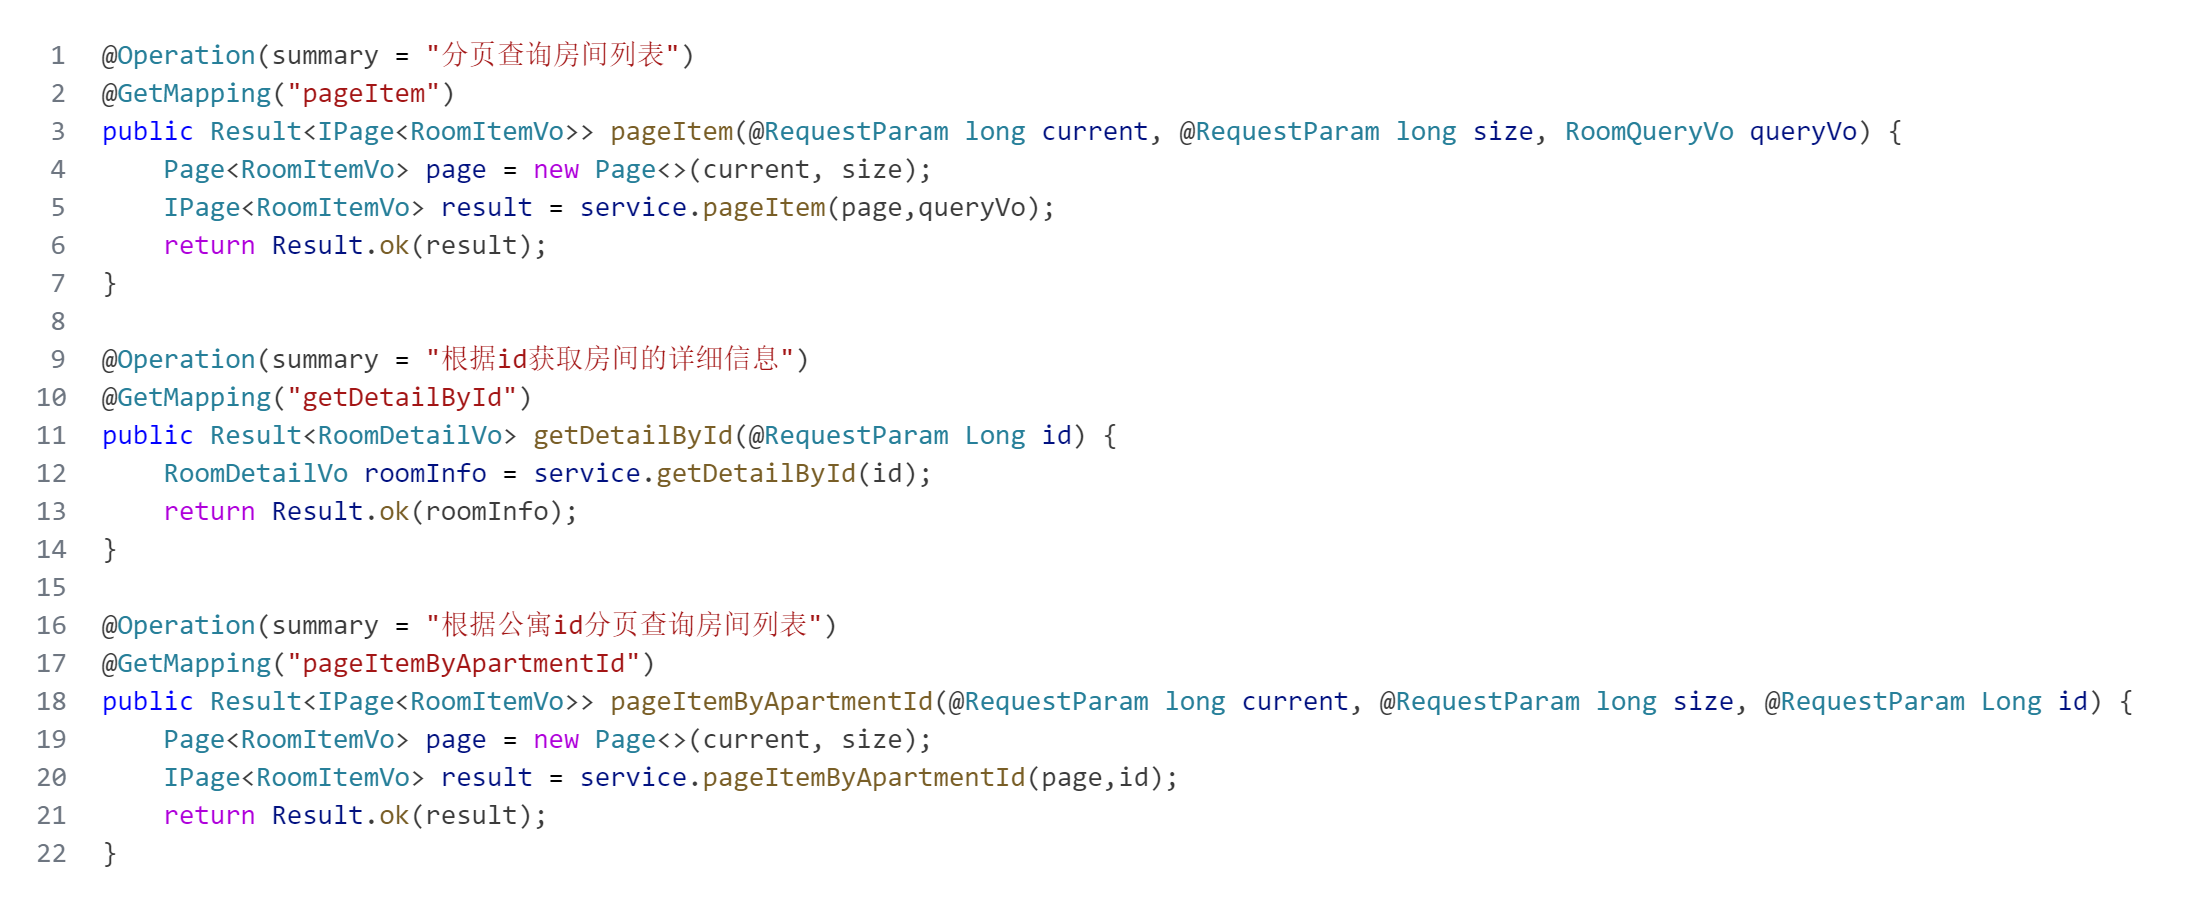 1 @Operation(summary = "分页查询房间列表")
2 @GetMapping("pageItem")
3 public Result<IPage<RoomItemVo>> pageItem(@RequestParam long current, @RequestParam long size, RoomQueryVo queryVo) {
4     Page<RoomItemVo> page = new Page<>(current, size);
5     IPage<RoomItemVo> result = service.pageItem(page,queryVo);
6     return Result.ok(result);
7 }
8
9 @Operation(summary = "根据id获取房间的详细信息")
10 @GetMapping("getDetailById")
11 public Result<RoomDetailVo> getDetailById(@RequestParam Long id) {
12     RoomDetailVo roomInfo = service.getDetailById(id);
13     return Result.ok(roomInfo);
14 }
15
16 @Operation(summary = "根据公寓id分页查询房间列表")
17 @GetMapping("pageItemByApartmentId")
18 public Result<IPage<RoomItemVo>> pageItemByApartmentId(@RequestParam long current, @RequestParam long size, @RequestParam Long id) {
19     Page<RoomItemVo> page = new Page<>(current, size);
20     IPage<RoomItemVo> result = service.pageItemByApartmentId(page,id);
21     return Result.ok(result);
22 }